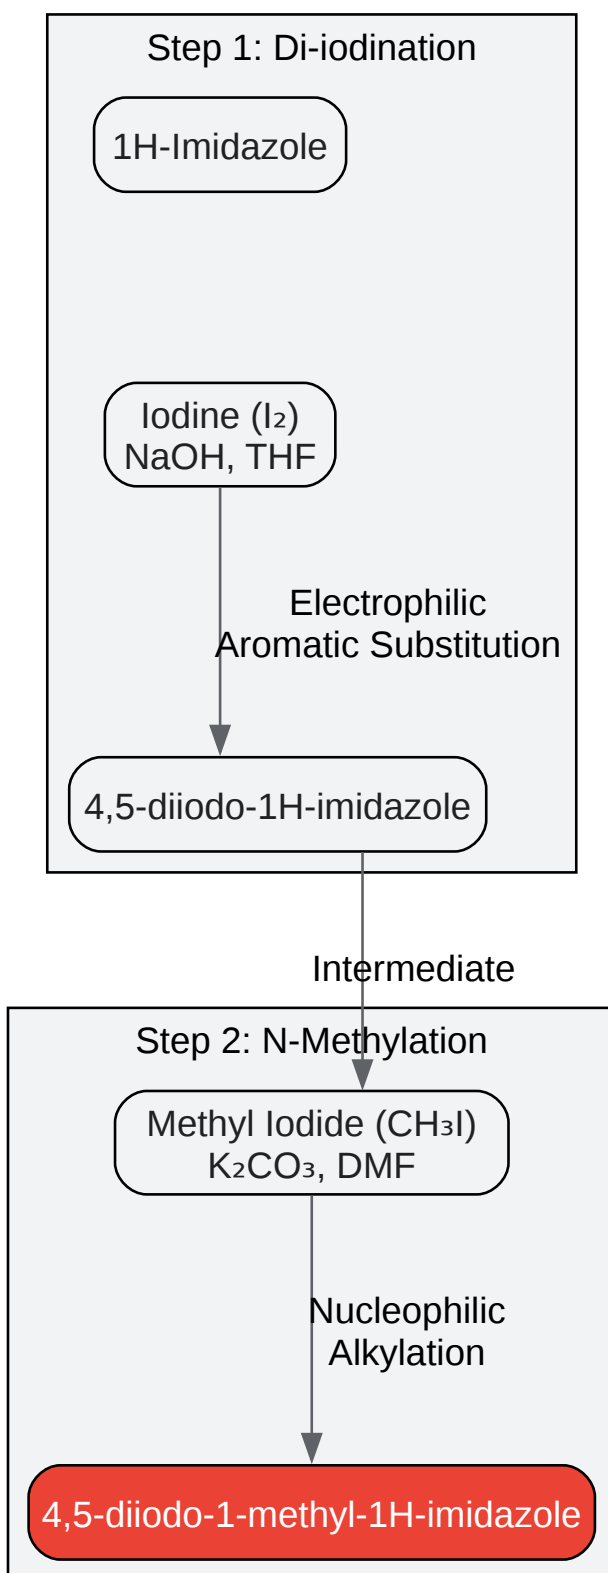 Step 1: Di-iodination
1H-Imidazole
Iodine (I₂)
NaOH, THF
Electrophilic
Aromatic Substitution
4,5-diiodo-1H-imidazole
Intermediate
Step 2: N-Methylation
Methyl Iodide (CH₃I)
K₂CO₃, DMF
Nucleophilic
Alkylation
4,5-diiodo-1-methyl-1H-imidazole